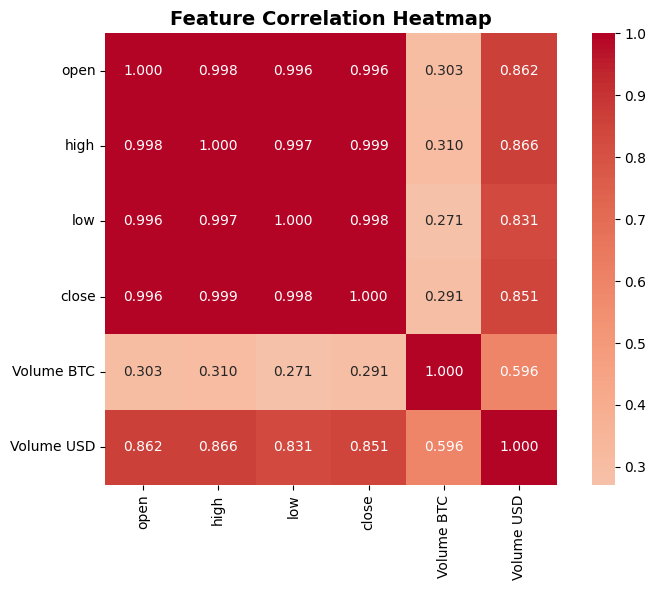 Feature Correlation Heatmap
open 1.000 0.998 0.996 0.996 0.303 0.862
high 0.998 1.000 0.997 0.999 0.310 0.866
low 0.996 0.997 1.000 0.998 0.271 0.831
close 0.996 0.999 0.998 1.000 0.291 0.851
Volume BTC 0.303 0.310 0.271 0.291 1.000 0.596
Volume USD 0.862 0.866 0.831 0.851 0.596 1.000
open high low close Volume BTC Volume USD
1.0
0.9
0.8
0.7
0.6
0.5
0.4
0.3